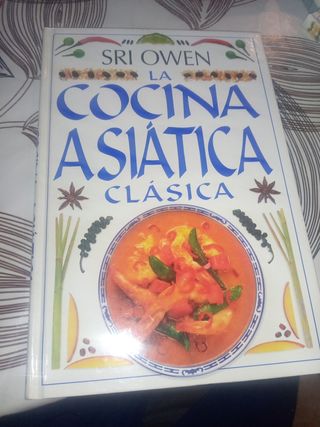 SRI OWEN
LA
COCINA
ASIÁTICA
CLÁSICA